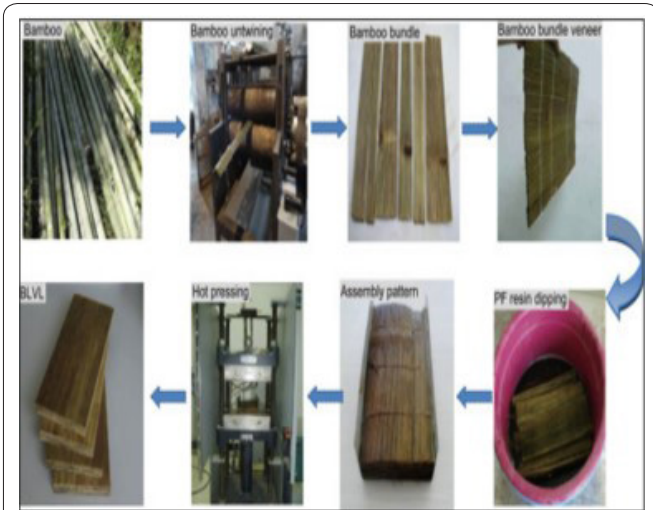 Bamboo
Bamboo untwining
Bamboo bundle
Bamboo bundle veneer
PF resin dipping
Assembly pattern
Hot pressing
BLVL